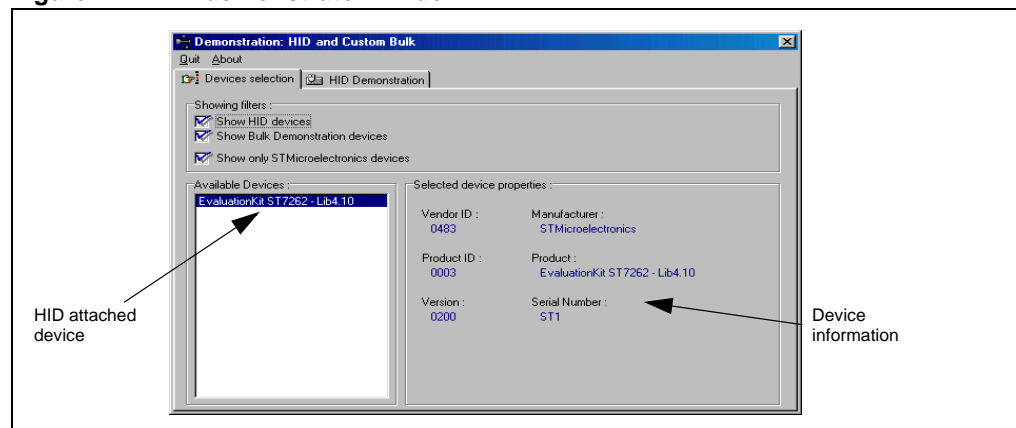 Demonstration: HID and Custom Bulk
Quit About
Devices selection HID Demonstration
Showing filters :
Show HID devices
Show Bulk Demonstration devices
Show only STMicroelectronics devices
Available Devices :
EvaluationKit ST7262 - Lib4.10
Selected device properties :
Vendor ID : Manufacturer :
0483 STMicroelectronics
Product ID : Product :
0003 EvaluationKit ST7262 - Lib4.10
Version : Serial Number :
0200 ST1
HID attached
device
Device
information